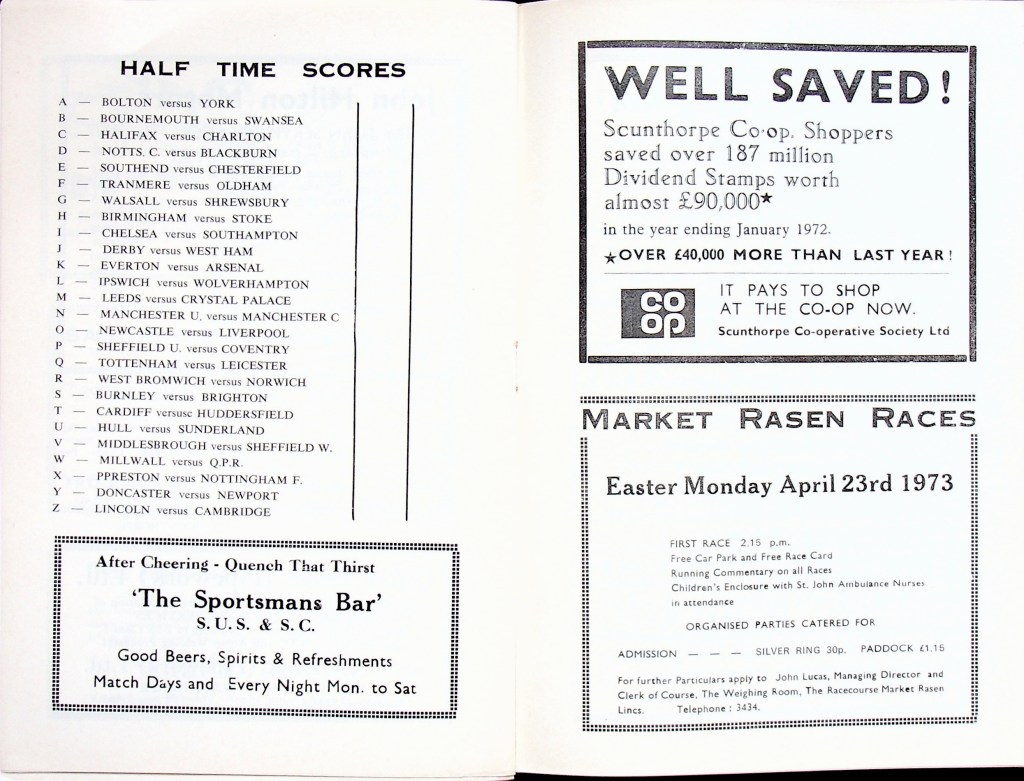 HALF TIME SCORES
A — BOLTON versus YORK
B — BOURNEMOUTH versus SWANSEA
C — HALIFAX versus CHARLTON
D — NOTTS. C. versus BLACKBURN
E — SOUTHEND versus CHESTERFIELD
F — TRANMERE versus OLDHAM
G — WALSALL versus SHREWSBURY
H — BIRMINGHAM versus STOKE
I — CHELSEA versus SOUTHAMPTON
J — DERBY versus WEST HAM
K — EVERTON versus ARSENAL
L — IPSWICH versus WOLVERHAMPTON
M — LEEDS versus CRYSTAL PALACE
N — MANCHESTER U. versus MANCHESTER C
O — NEWCASTLE versus LIVERPOOL
P — SHEFFIELD U. versus COVENTRY
Q — TOTTENHAM versus LEICESTER
R — WEST BROMWICH versus NORWICH
S — BURNLEY versus BRIGHTON
T — CARDIFF versusc HUDDERSFIELD
U — HULL versus SUNDERLAND
V — MIDDLESBROUGH versus SHEFFIELD W.
W — MILLWALL versus Q.P.R.
X — PPRESTON versus NOTTINGHAM F.
Y — DONCASTER versus NEWPORT
Z — LINCOLN versus CAMBRIDGE
After Cheering - Quench That Thirst
'The Sportsmans Bar'
S.U.S. & S.C.
Good Beers, Spirits & Refreshments
Match Days and Every Night Mon. to Sat
WELL SAVED!
Scunthorpe Co-op. Shoppers
saved over 187 million
Dividend Stamps worth
almost £90,000★
in the year ending January 1972.
★OVER £40,000 MORE THAN LAST YEAR!
CO
OP
IT PAYS TO SHOP
AT THE CO-OP NOW.
Scunthorpe Co-operative Society Ltd
MARKET RASEN RACES
Easter Monday April 23rd 1973
FIRST RACE 2.15 p.m.
Free Car Park and Free Race Card
Running Commentary on all Races
Children's Enclosure with St. John Ambulance Nurses
in attendance
ORGANISED PARTIES CATERED FOR
ADMISSION — — — SILVER RING 30p. PADDOCK £1.15
For further Particulars apply to John Lucas, Managing Director and
Clerk of Course, The Weighing Room, The Racecourse Market Rasen
Lincs. Telephone : 3434.